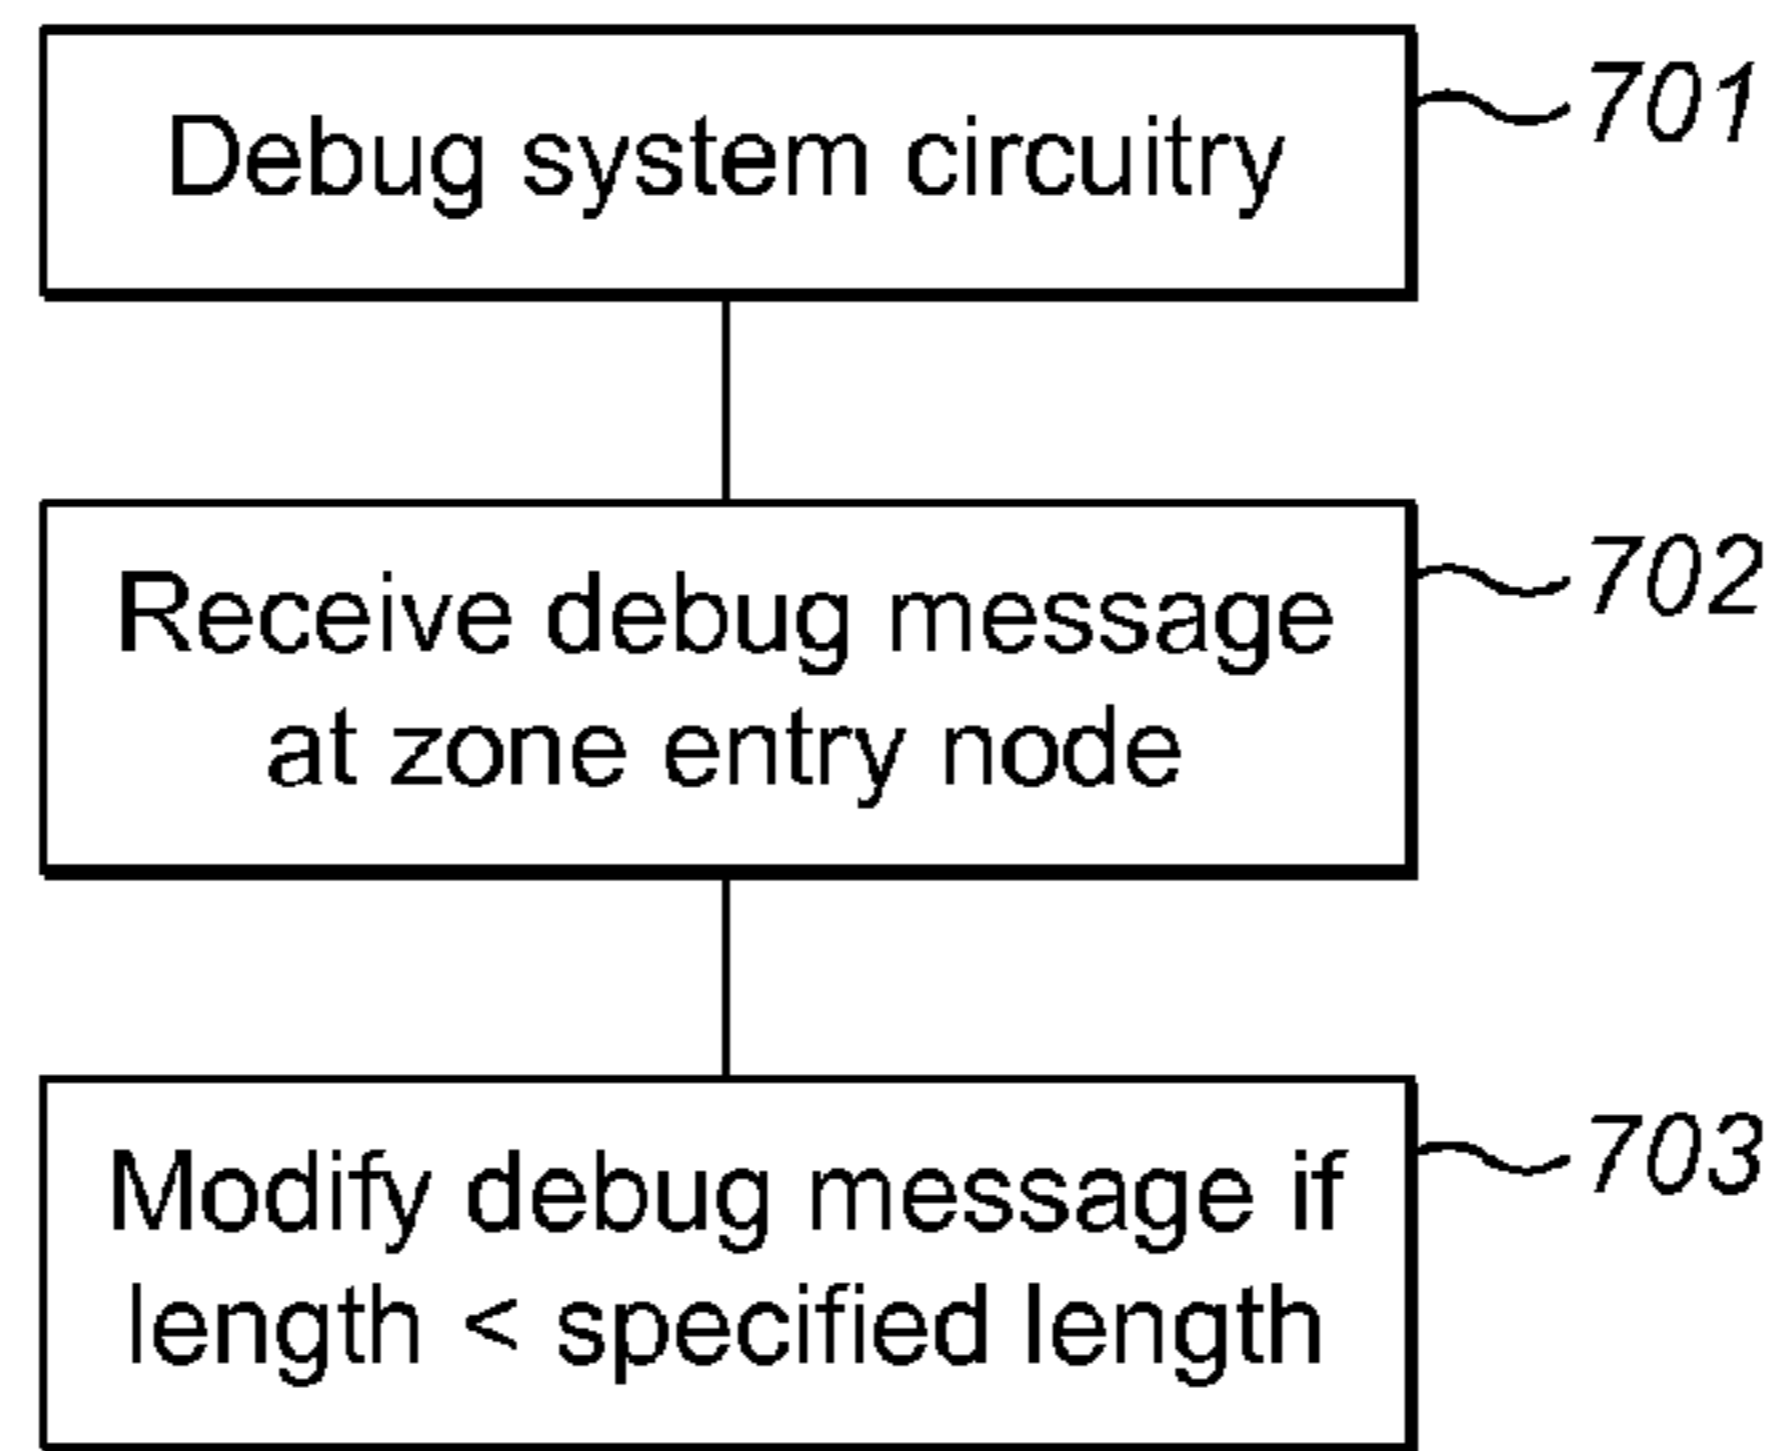 Debug system circuitry
701
Receive debug message
at zone entry node
702
Modify debug message if
length < specified length
703